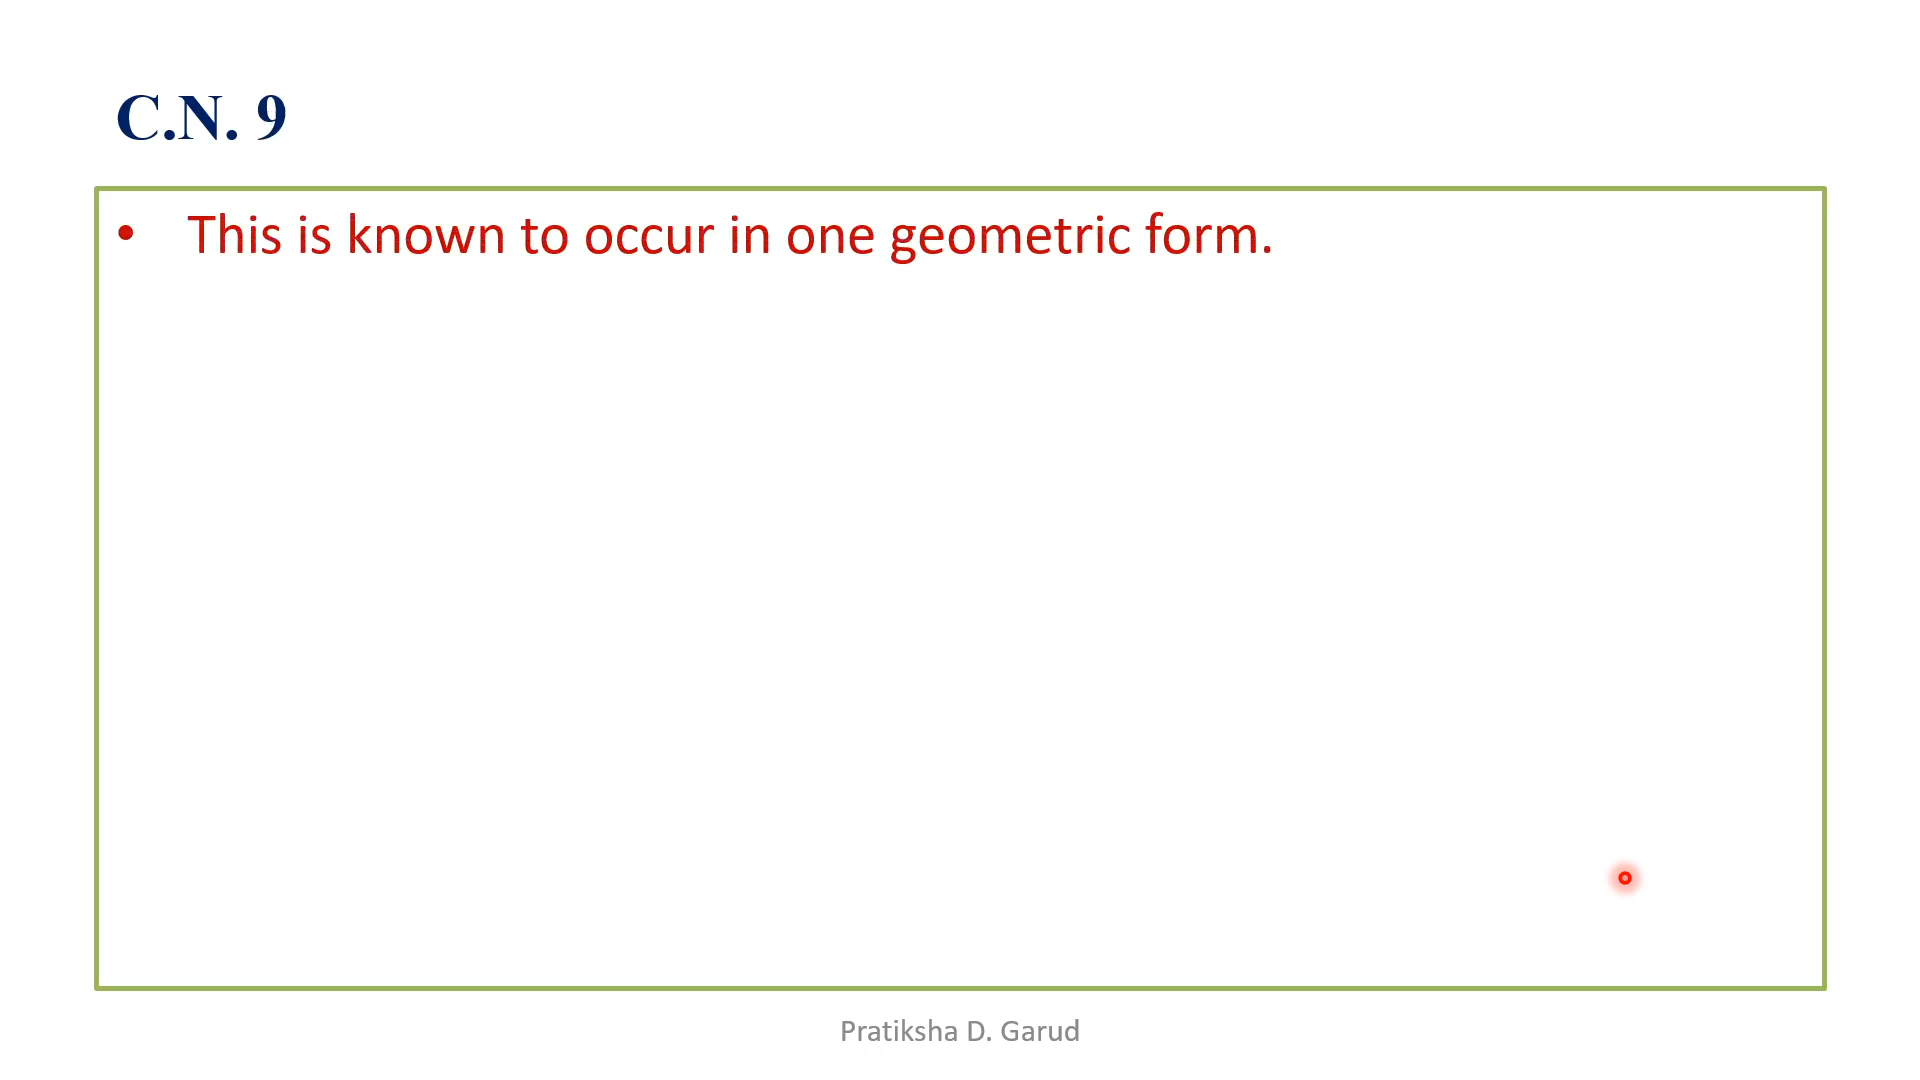 C.N. 9
• This is known to occur in one geometric form.
Pratiksha D. Garud